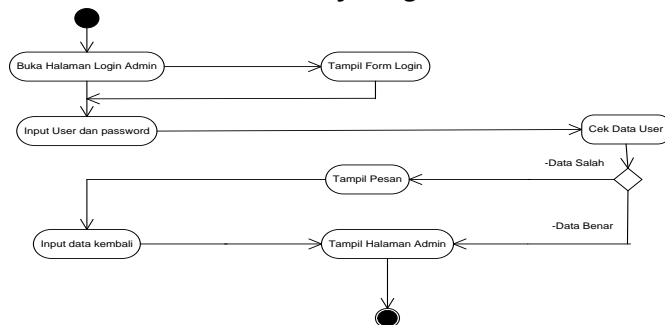 Buka Halaman Login Admin
Tampil Form Login
Input User dan password
Cek Data User
-Data Salah
Tampil Pesan
-Data Benar
Input data kembali
Tampil Halaman Admin